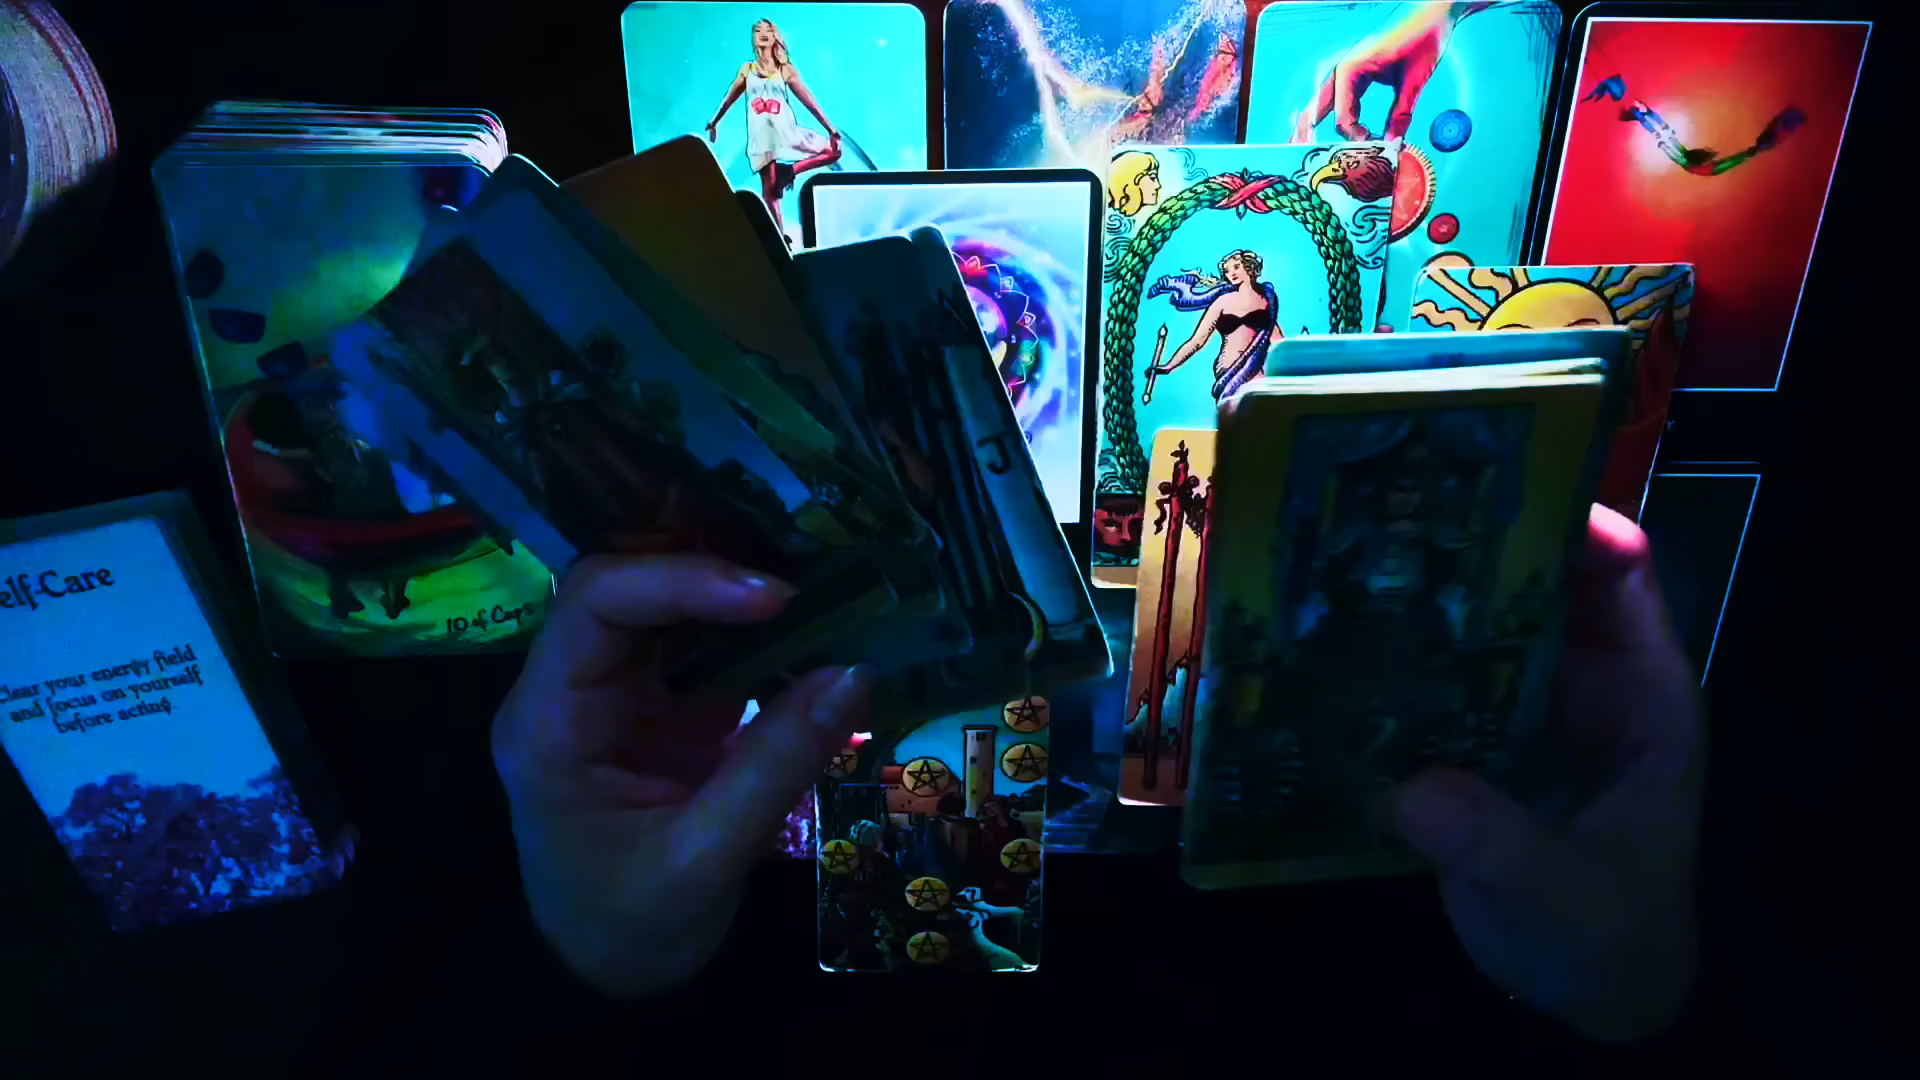 elf-Care
Clear your energy field
and focus on yourself
before acting
10 of Cups